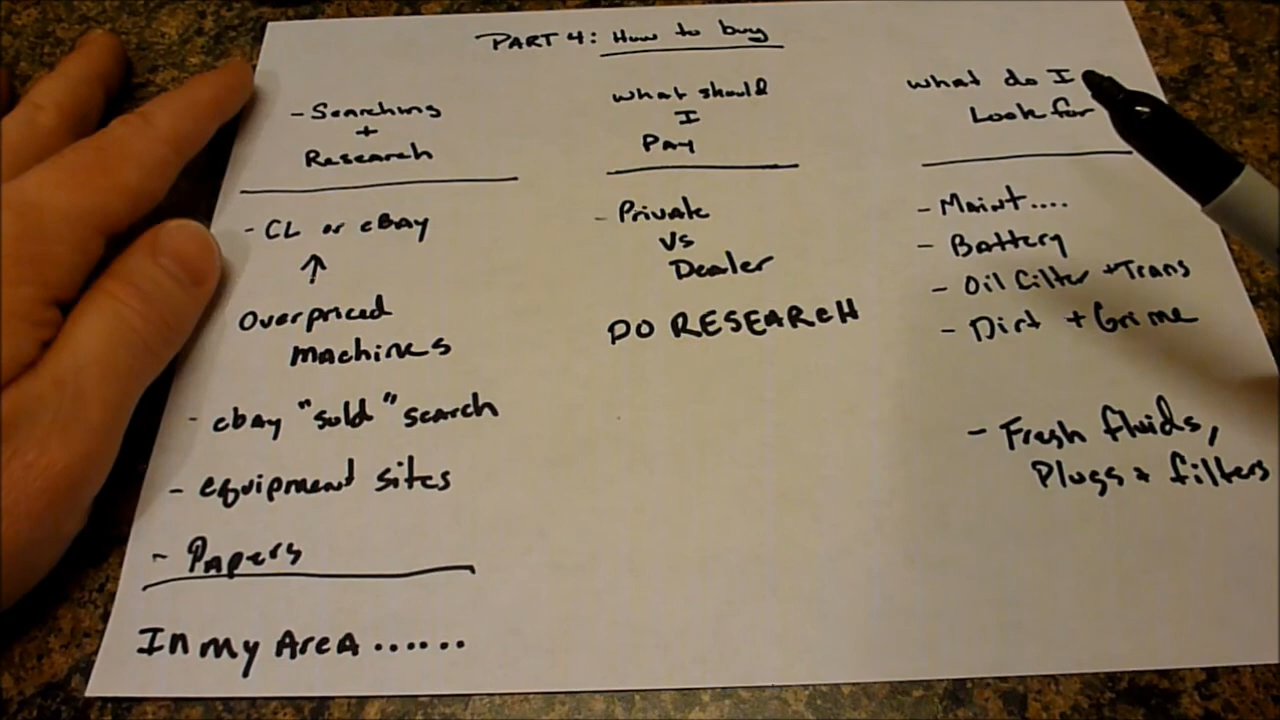 PART 4: How to buy
- Searching
+
Research
- CL or eBay
↑
Overpriced
machines
- ebay "sold" search
- equipment sites
- Papers
In my Area ......
what should
I
Pay
- Private
vs
Dealer
DO RESEARCH
what do I
Look for
- Maint....
- Battery
- Oil filter + Trans
- Dirt + Grime
- Fresh fluids,
Plugs + filters